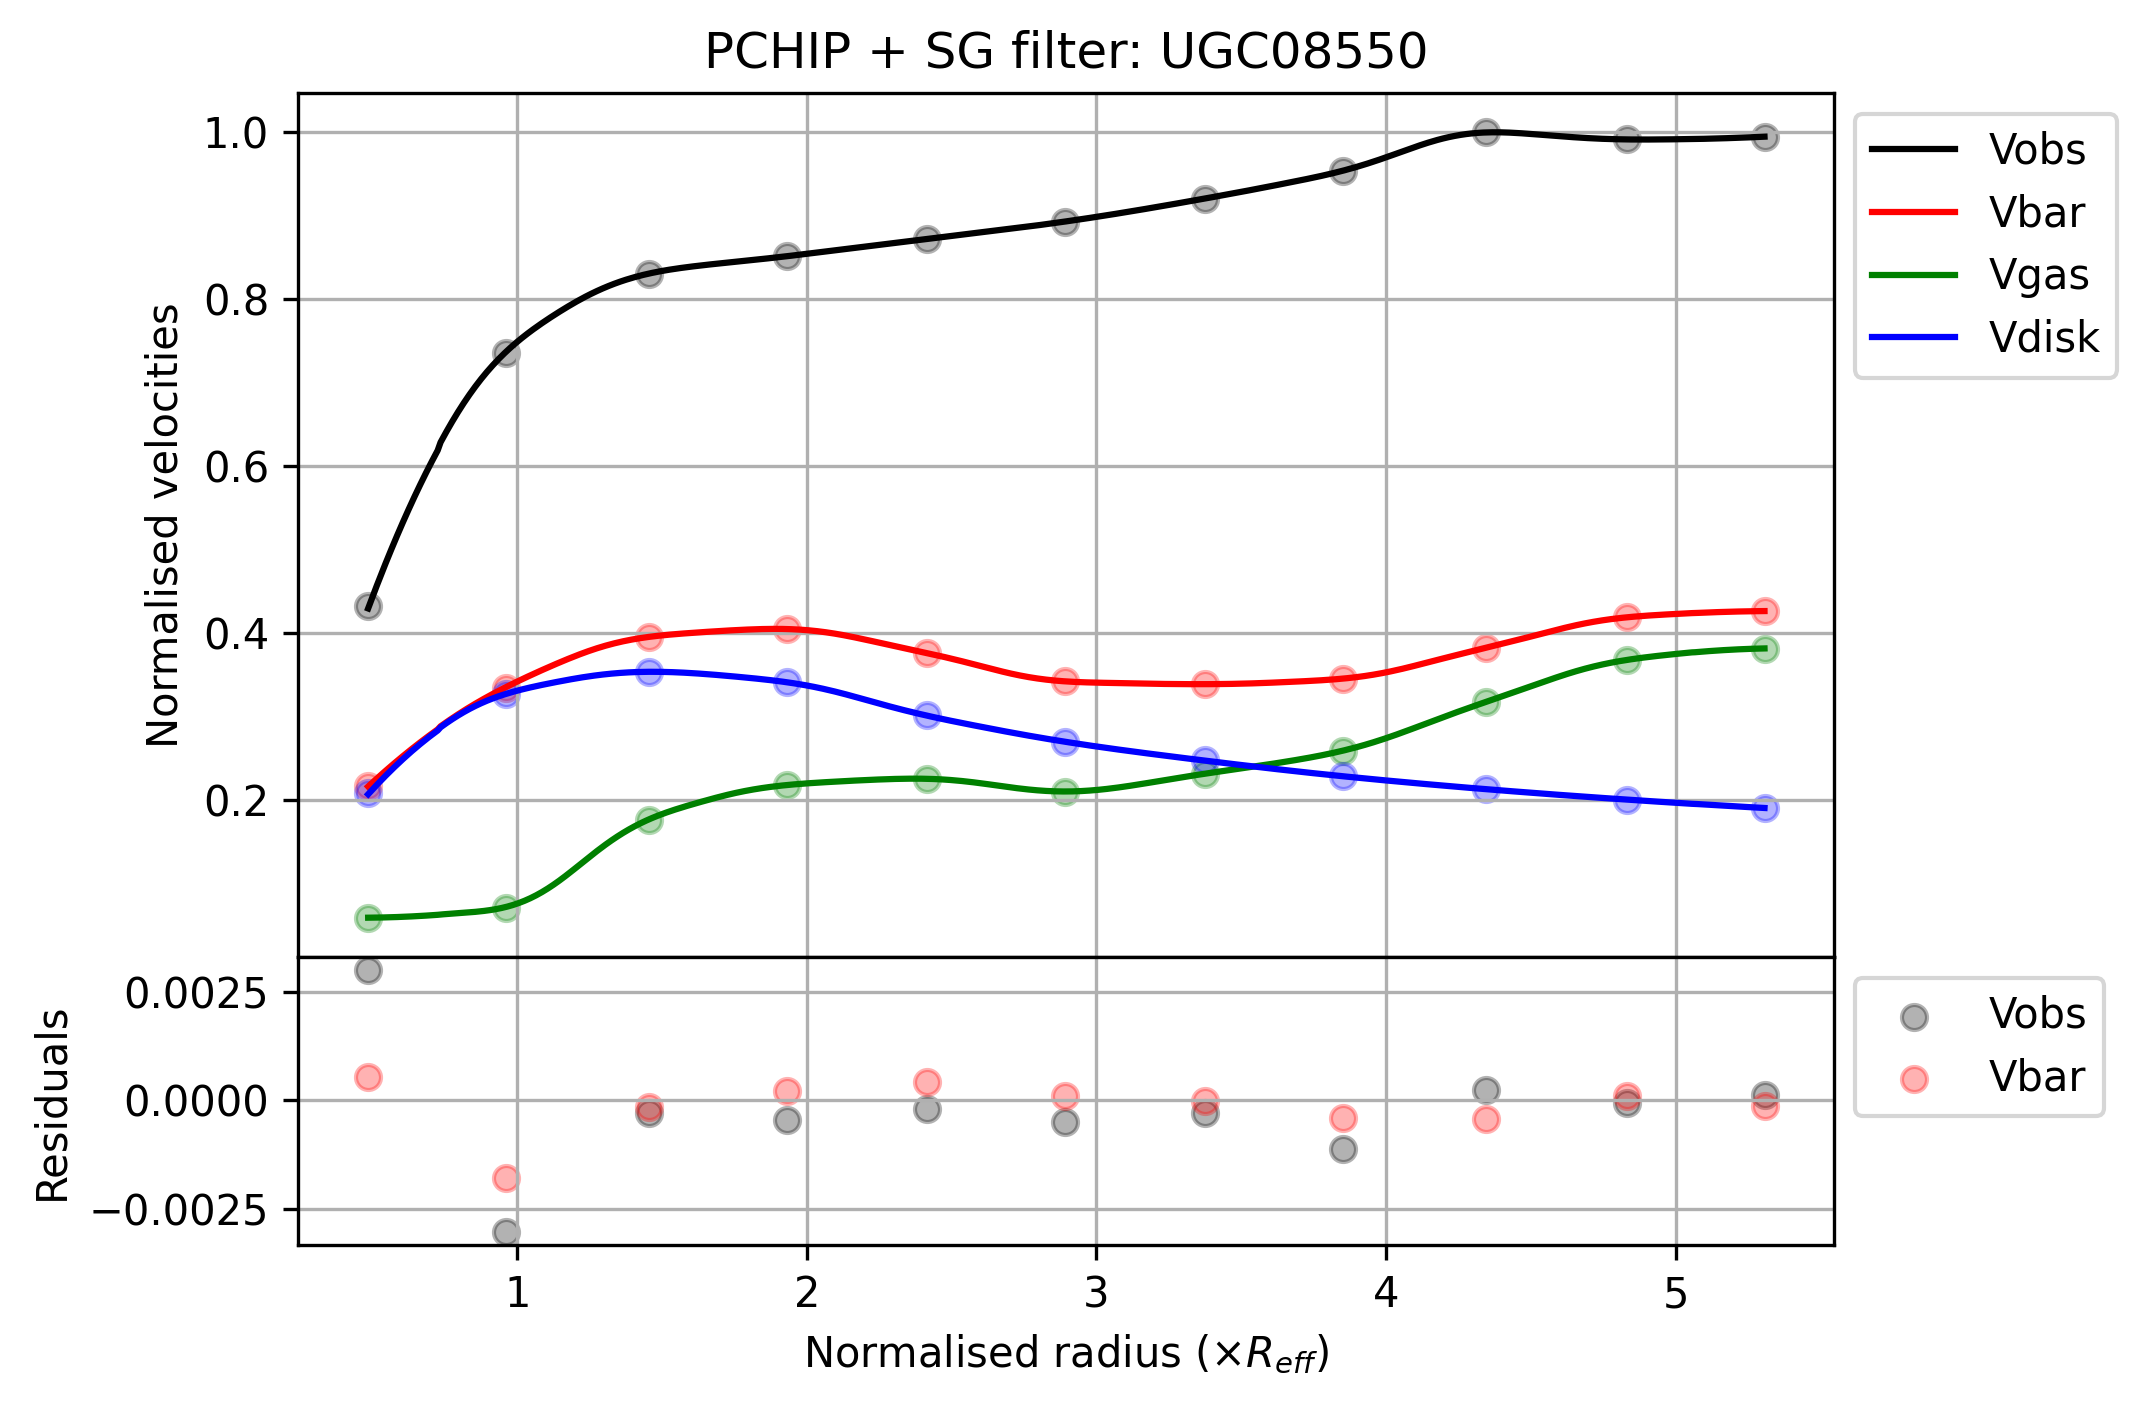 PCHIP + SG filter: UGC08550
1.0
0.8
0.6
0.4
0.2
Normalised velocities
Vobs
Vbar
Vgas
Vdisk
0.0025
0.0000
−0.0025
Residuals
Vobs
Vbar
1 2 3 4 5
Normalised radius (×R_eff)